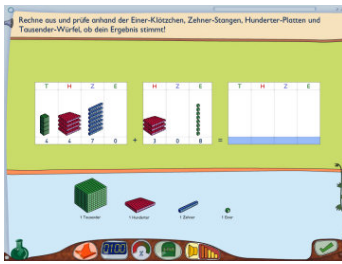 Rechne aus und prüfe anhand der Einer-Klötzchen, Zehner-Stangen, Hunderter-Platten und
Tausender-Würfel, ob dein Ergebnis stimmt!
T H Z E T H Z E T H Z E
4 4 7 0 + 3 0 8 =
1 Tausender 1 Hunderter 1 Zehner 1 Einer